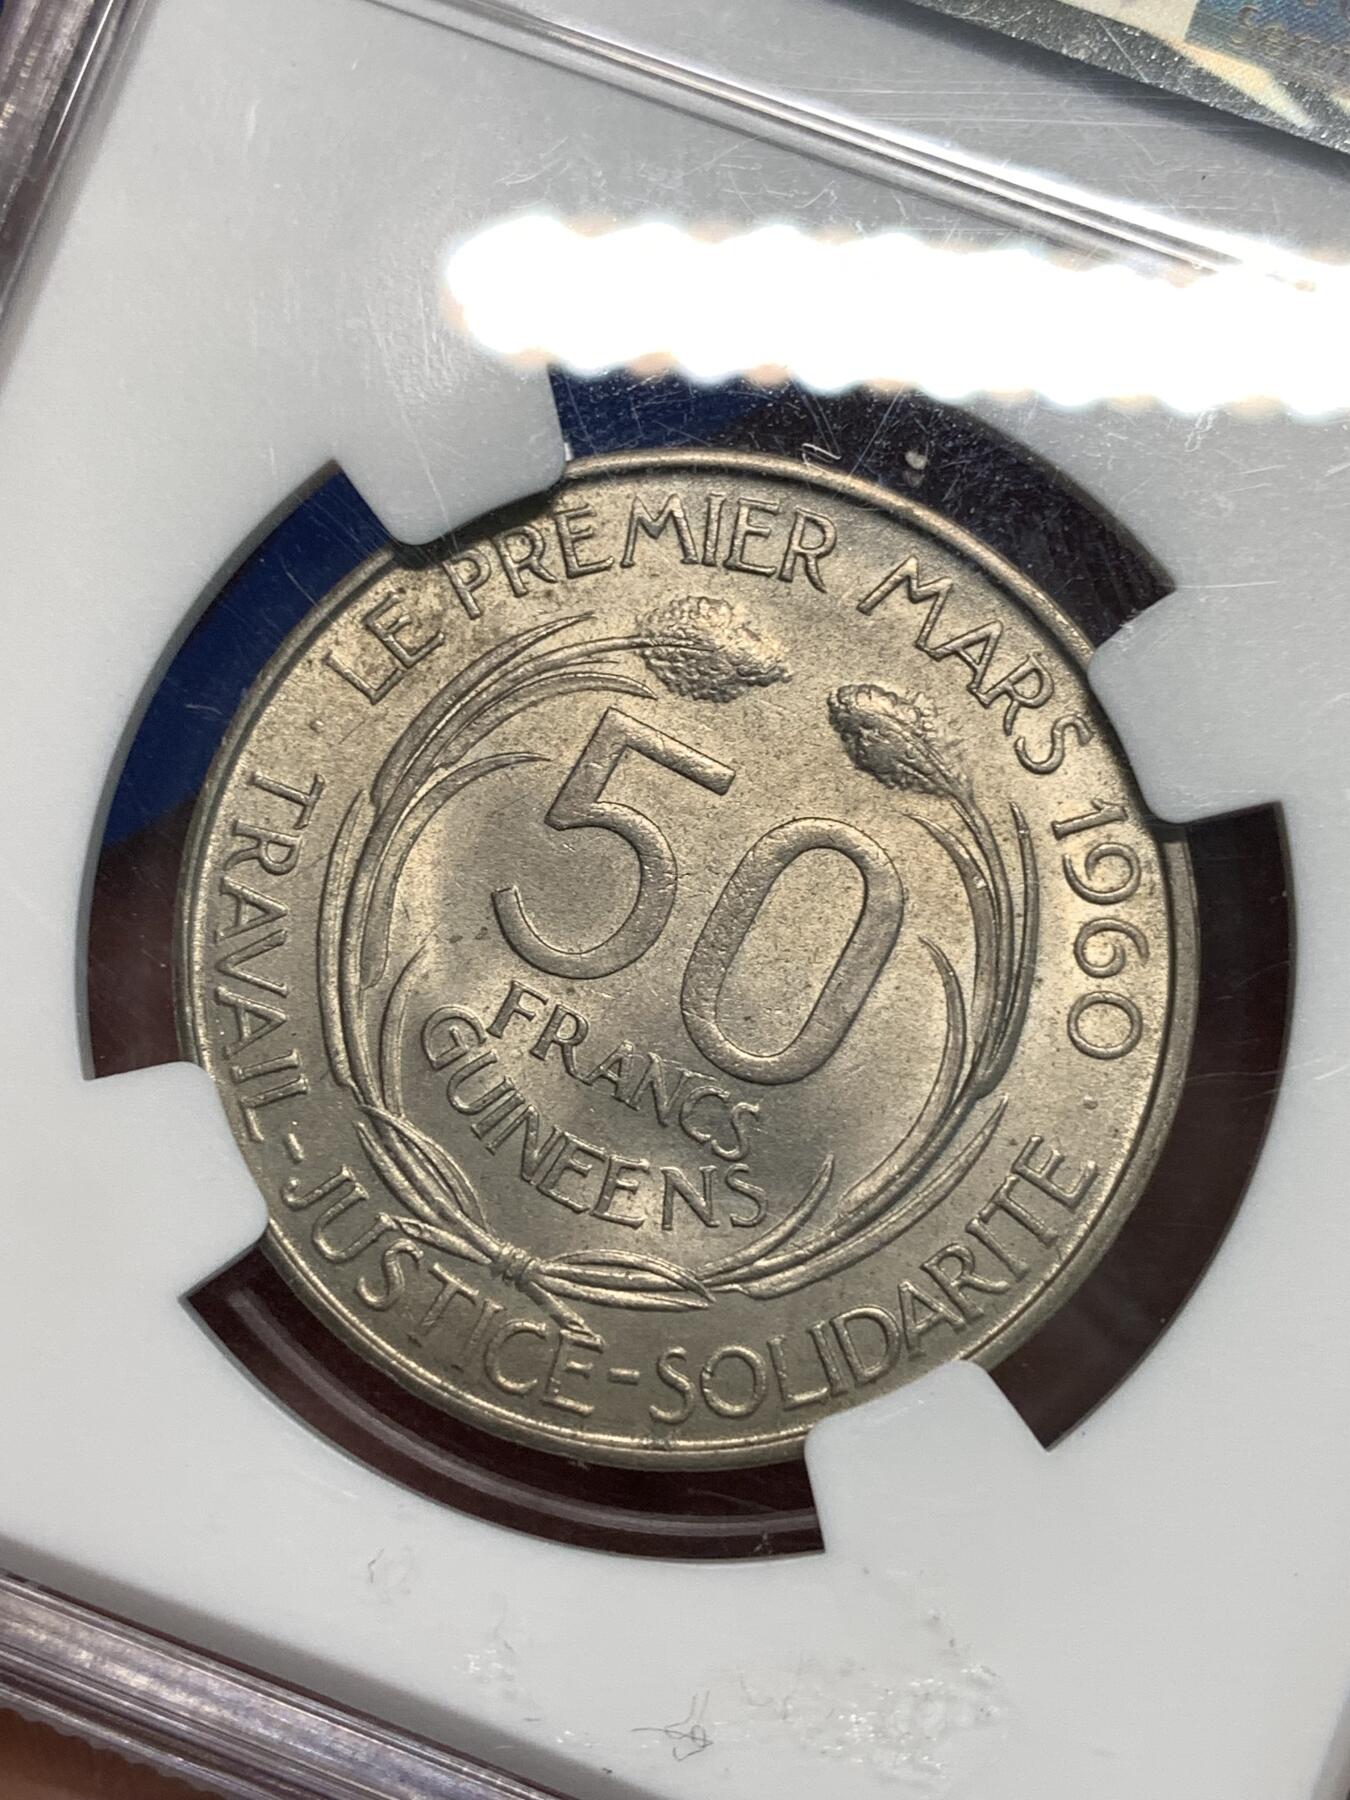 LE PREMIER MARS 1960
50
FRANCS
GUINEENS
TRAVAIL-JUSTICE-SOLIDARITE